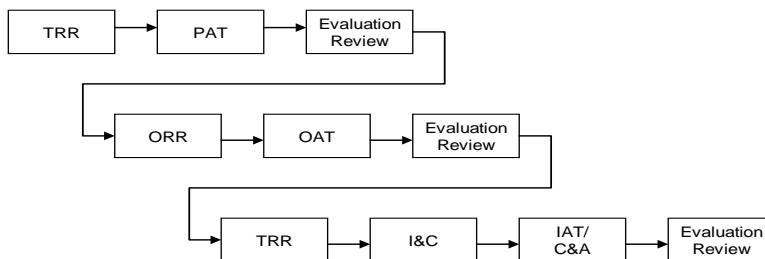 TRR
PAT
Evaluation
Review
ORR
OAT
Evaluation
Review
TRR
I&C
IAT/
C&A
Evaluation
Review